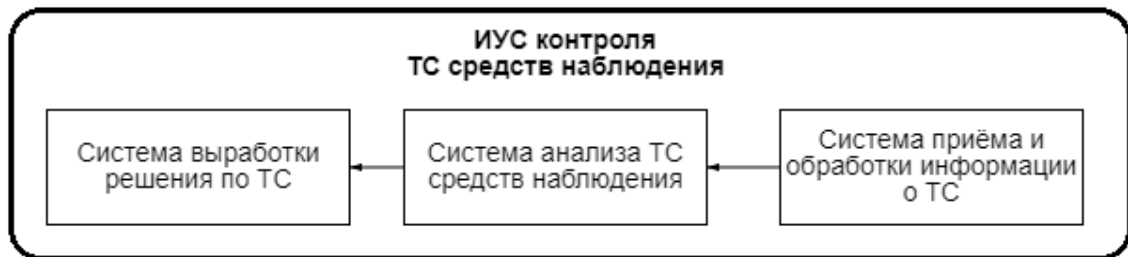 ИУС контроля
ТС средств наблюдения
Система выработки
решения по ТС
Система анализа ТС
средств наблюдения
Система приёма и
обработки информации
о ТС